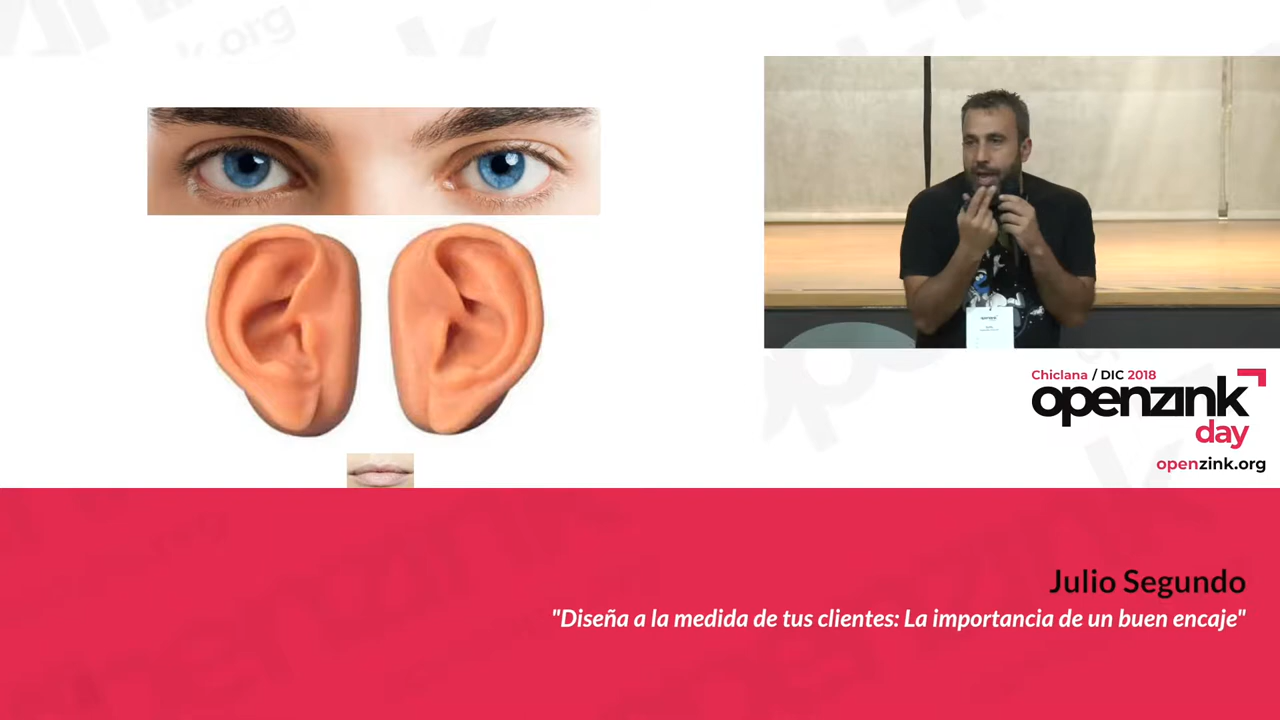 Chiclana / DIC 2018
openzink
day
openzink.org
Julio Segundo
"Diseña a la medida de tus clientes: La importancia de un buen encaje"